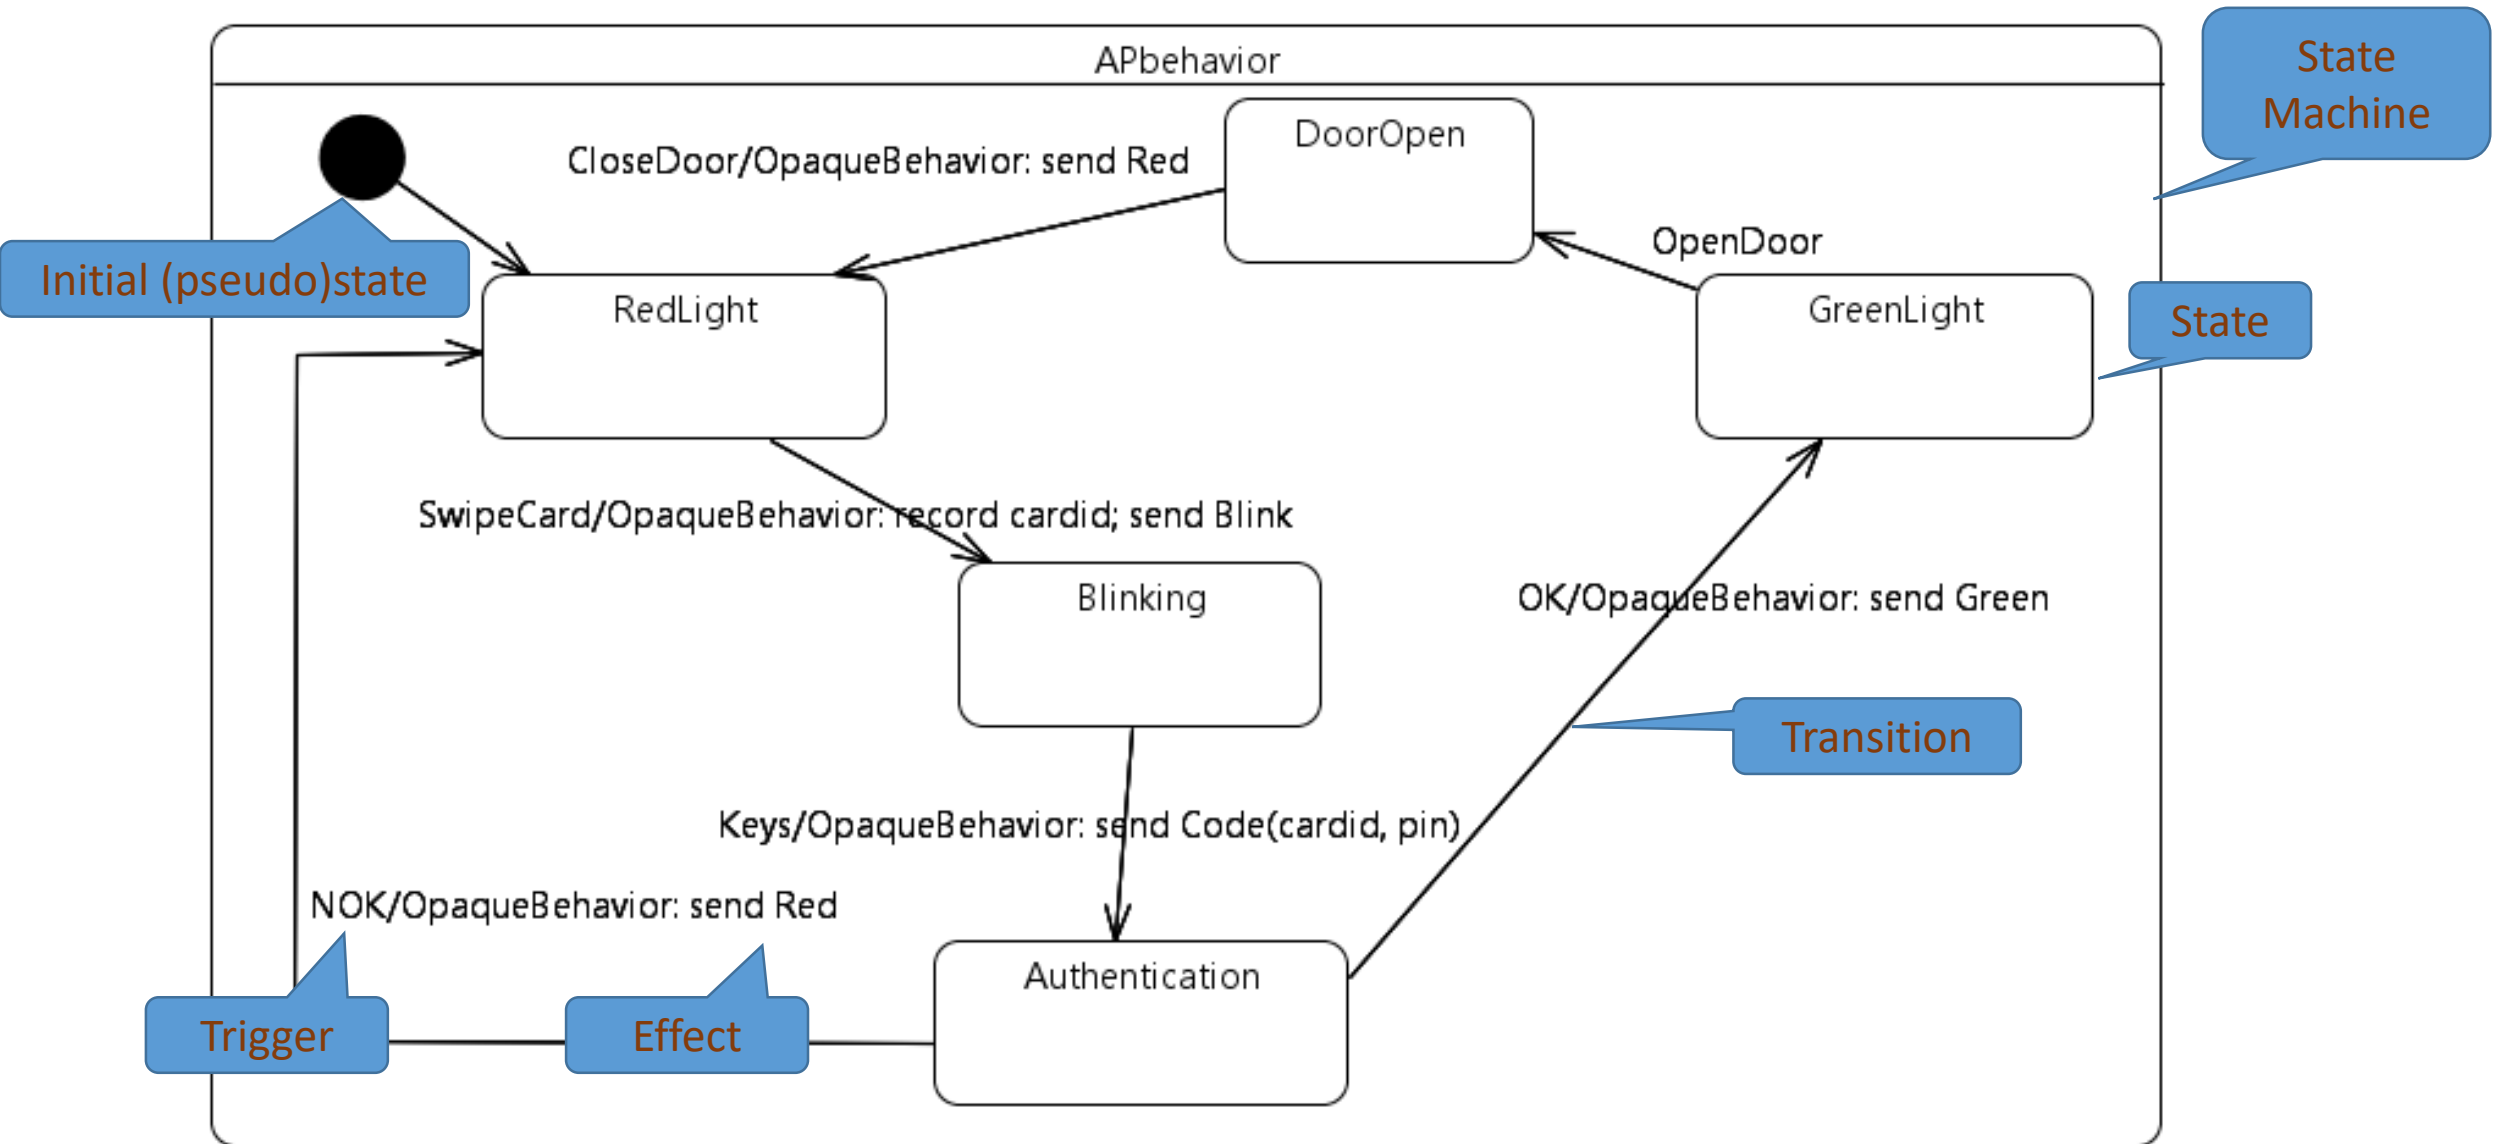 APbehavior
State
Machine
DoorOpen
CloseDoor/OpaqueBehavior: send Red
OpenDoor
Initial (pseudo)state
RedLight
GreenLight
State
SwipeCard/OpaqueBehavior: record cardid; send Blink
Blinking
OK/OpaqueBehavior: send Green
Transition
Keys/OpaqueBehavior: send Code(cardid, pin)
NOK/OpaqueBehavior: send Red
Authentication
Trigger
Effect